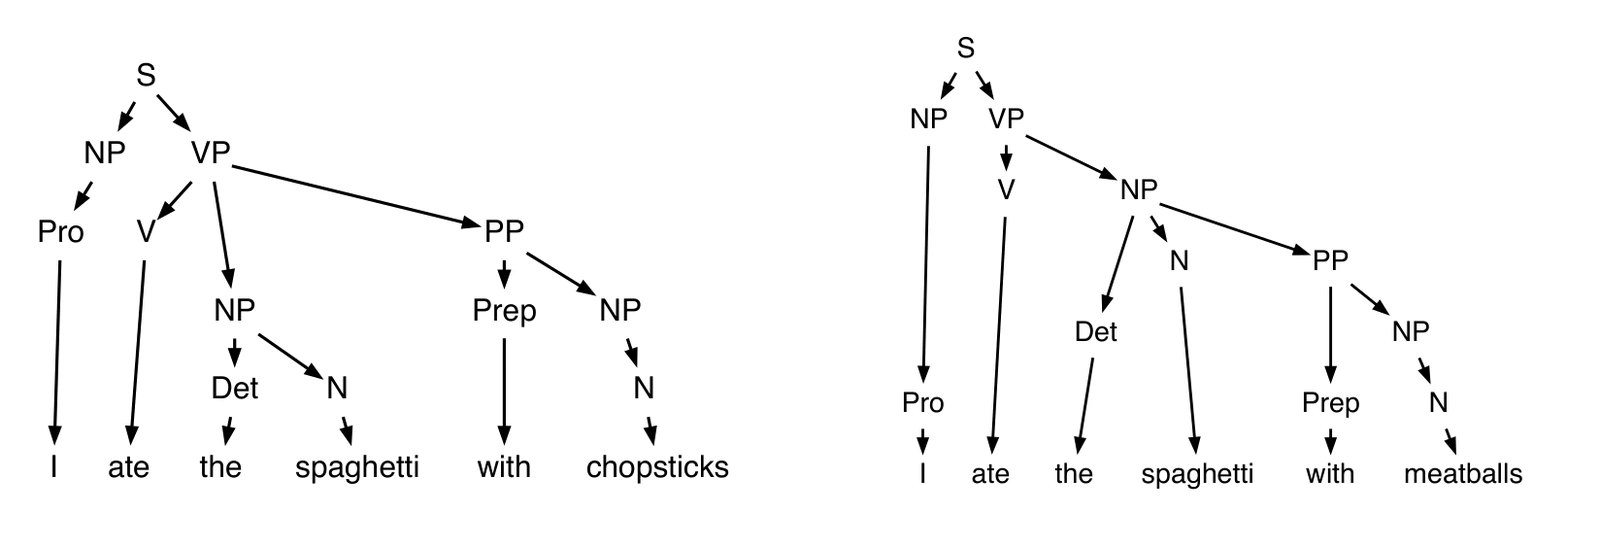 S
NP VP
Pro V PP
NP Prep NP
Det N N
I ate the spaghetti with chopsticks
S
NP VP
V NP
N PP
Det NP
Pro Prep N
I ate the spaghetti with meatballs